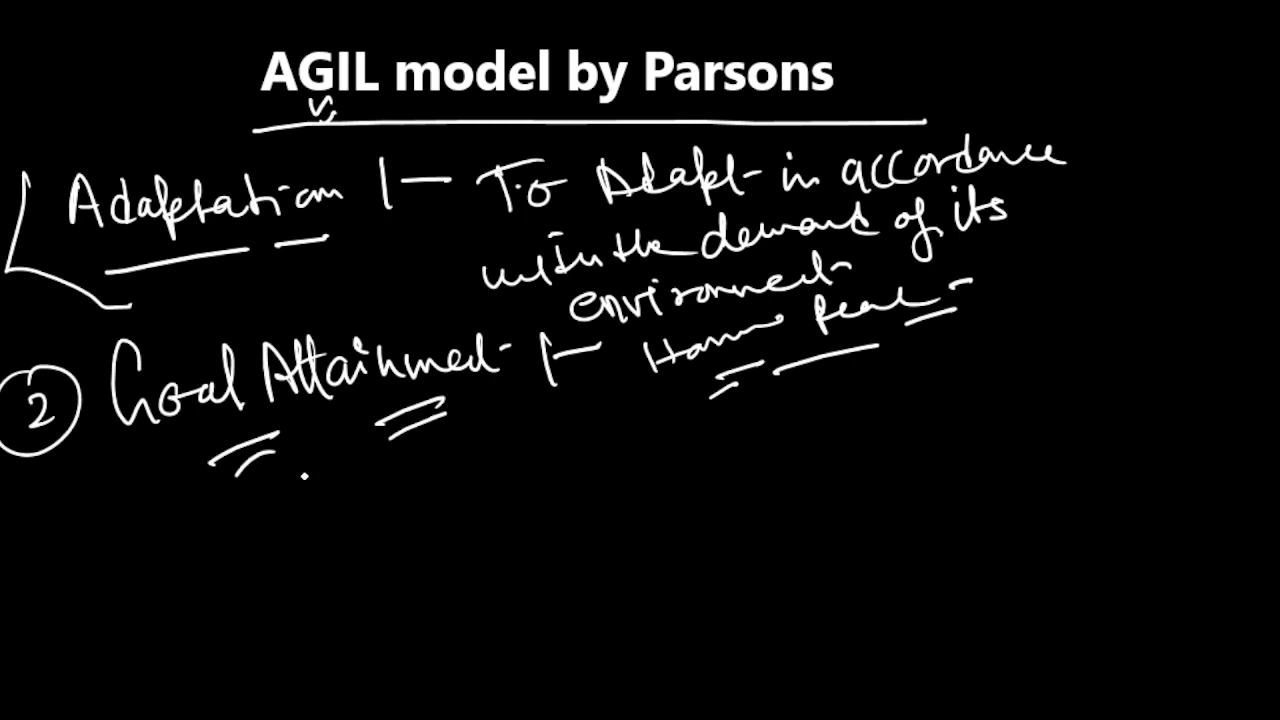 AGIL model by Parsons
Adaptation |— To Adapt in accordance
with the demand of its
environment
2 Goal Attainment |—